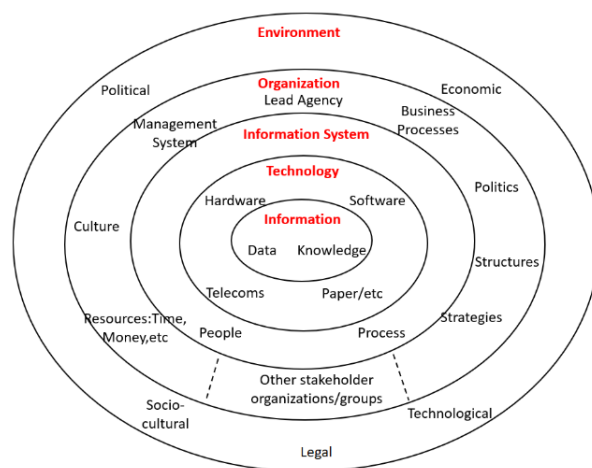 Environment
Political
Economic
Organization
Lead Agency
Business
Processes
Management
System
Information System
Technology
Hardware
Software
Politics
Information
Culture
Data
Knowledge
Structures
Telecoms
Paper/etc
Resources:Time,
Money,etc
Strategies
People
Process
Other stakeholder
organizations/groups
Socio-
cultural
Technological
Legal